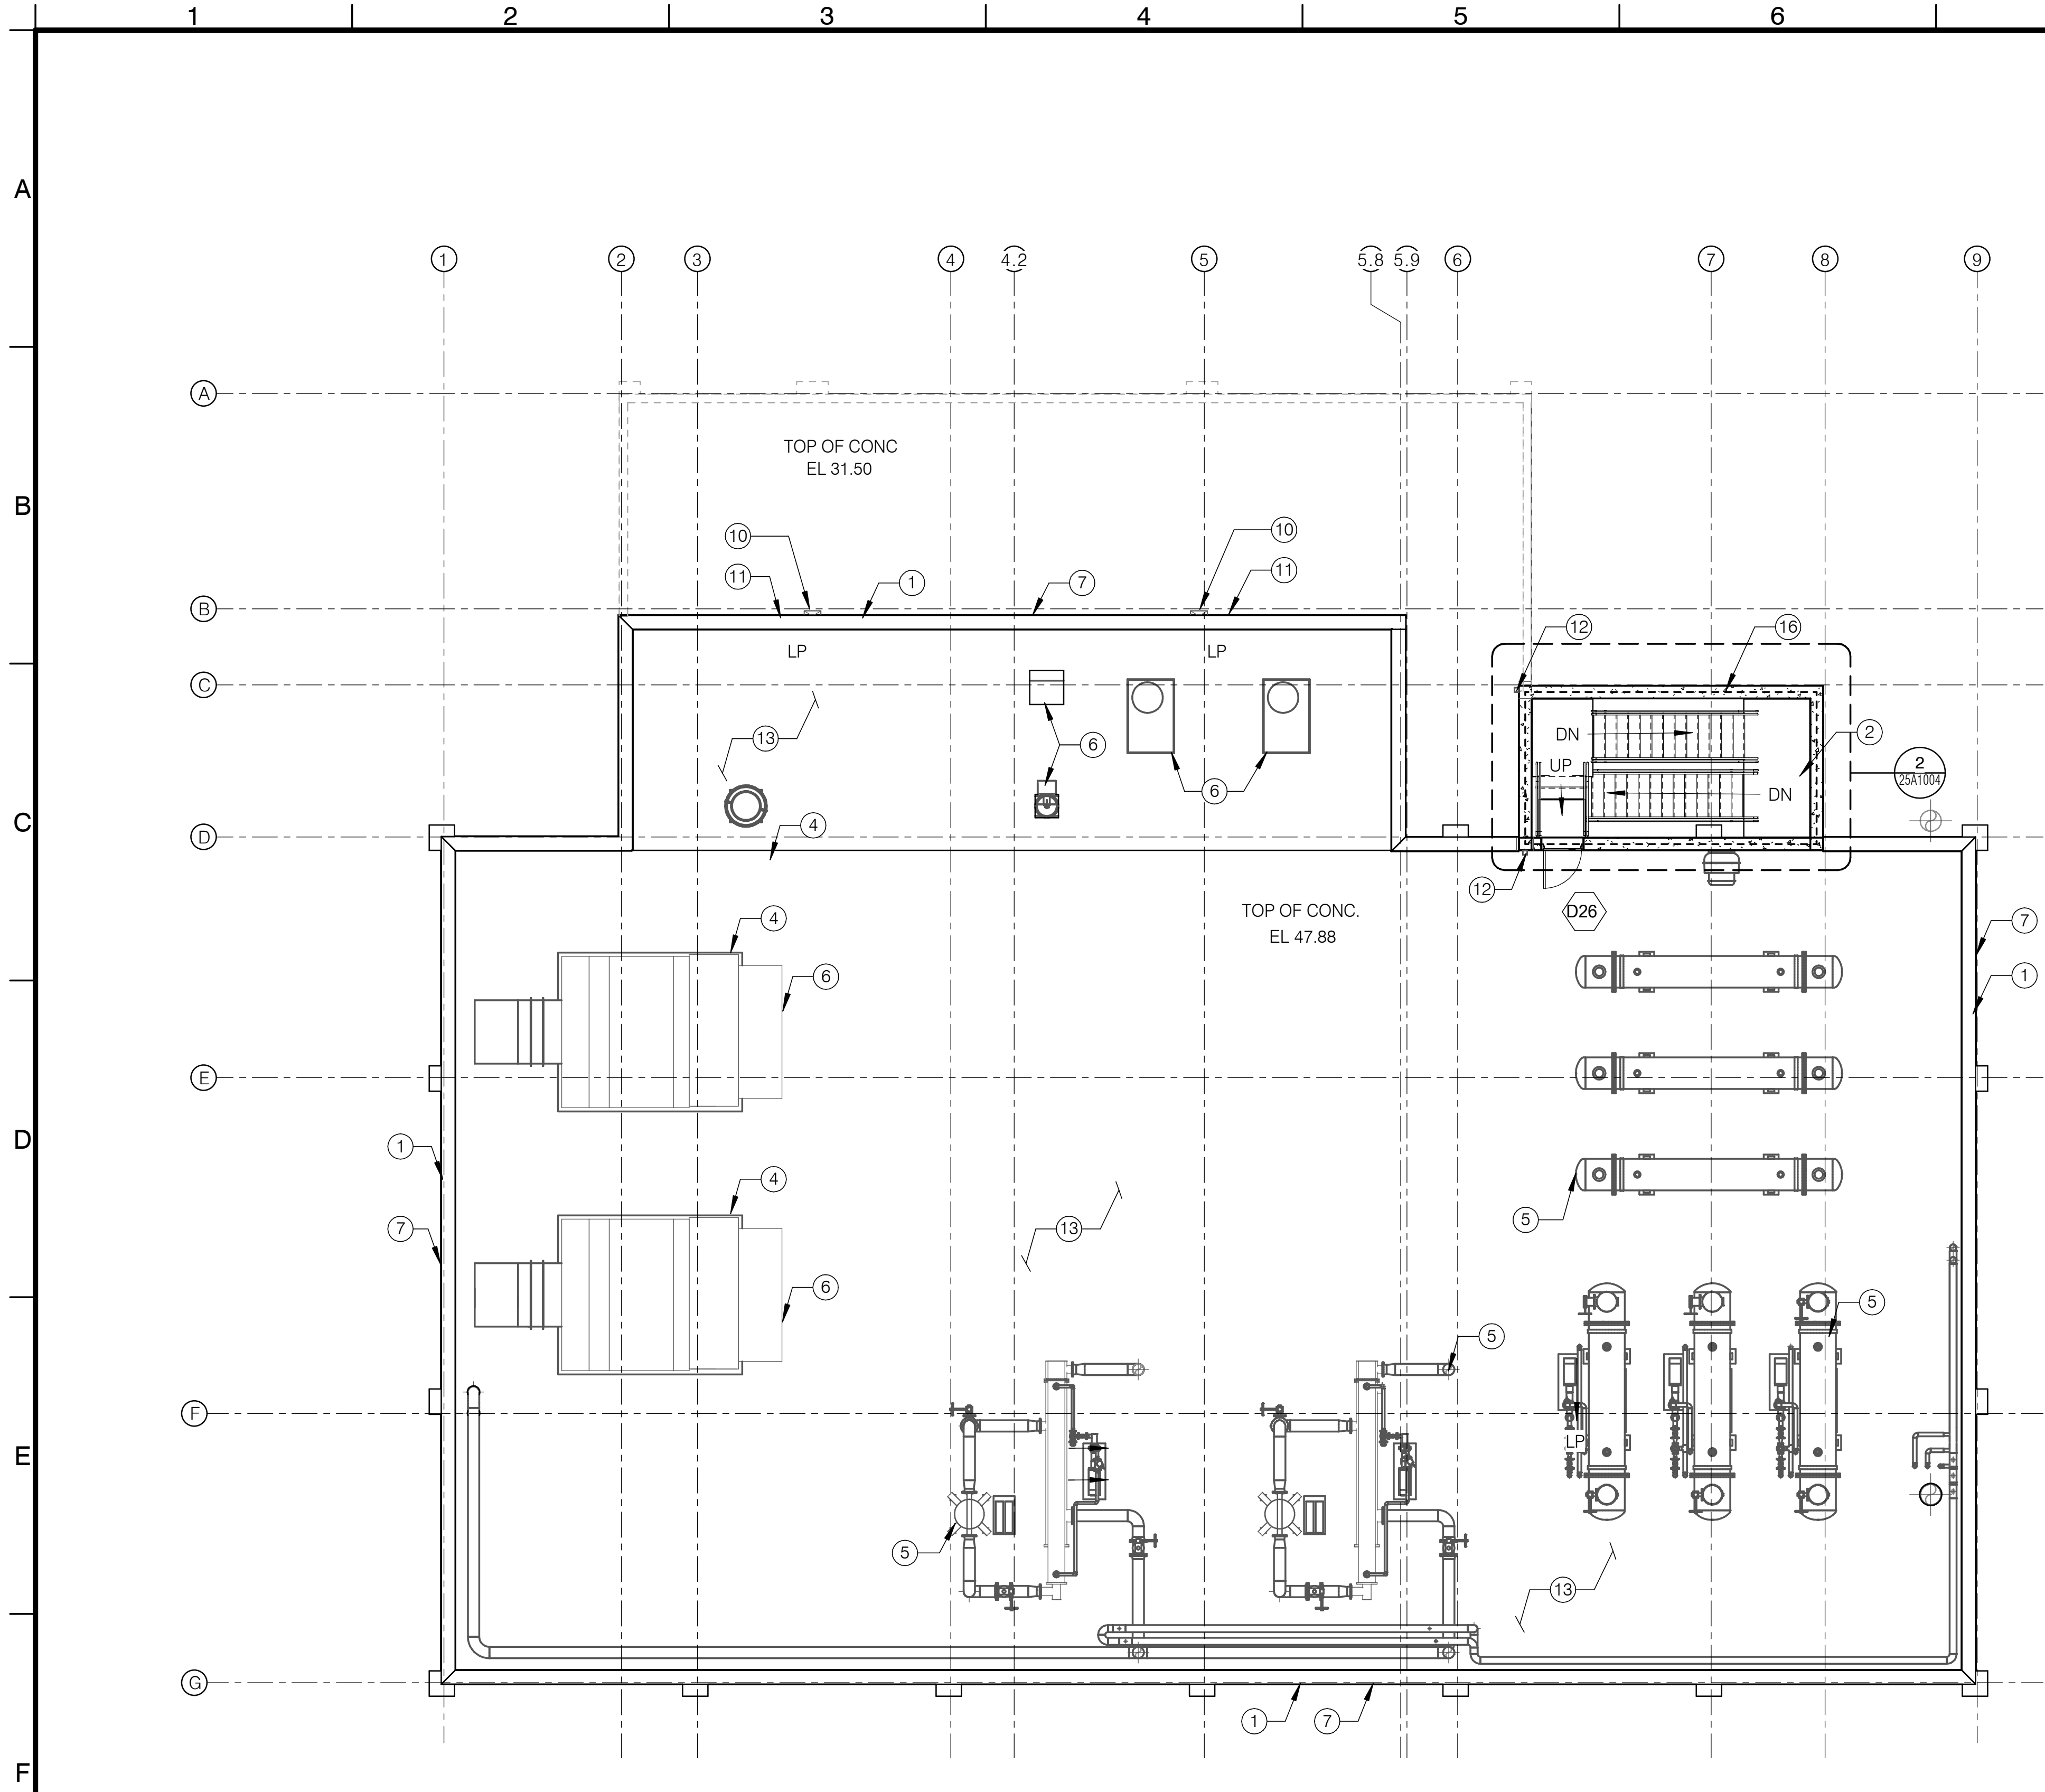 1 2 3 4 5 6
A
1 2 3 4 4.2 5 5.8 5.9 6 7 8 9
A
TOP OF CONC
EL 31.50
B
10 10
11 1 7 11
B
12 16
LP LP
C
13 6 DN 2
UP
2
25A1004
6 DN
C
D 4
12
TOP OF CONC. D26
EL 47.88
4 7
6 1
E
D
1
4
7 13 5
6 5
5
F
LP
E
5
13
G
1 7
F